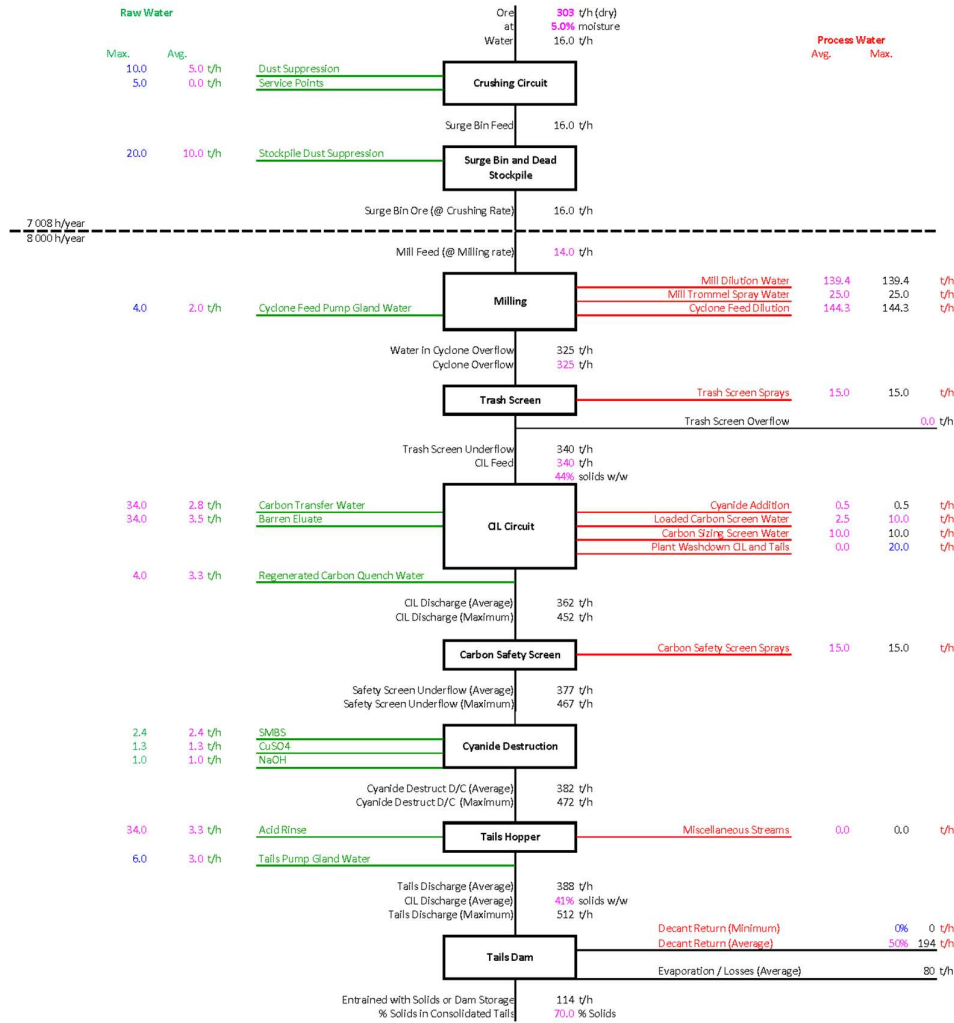 Raw Water
Ore 303 t/h (dry)
at 5.0% moisture
Water 16.0 t/h
Process Water
Max. Avg.
Avg. Max.
10.0 5.0 t/h Dust Suppression
5.0 0.0 t/h Service Points
Crushing Circuit
Surge Bin Feed 16.0 t/h
20.0 10.0 t/h Stockpile Dust Suppression
Surge Bin and Dead
Stockpile
Surge Bin Ore (@ Crushing Rate) 16.0 t/h
7 008 h/year
8 000 h/year
Mill Feed (@ Milling rate) 14.0 t/h
Milling
Mill Dilution Water 139.4 139.4 t/h
Mill Trommel Spray Water 25.0 25.0 t/h
4.0 2.0 t/h Cyclone Feed Pump Gland Water
Cyclone Feed Dilution 144.3 144.3 t/h
Water in Cyclone Overflow 325 t/h
Cyclone Overflow 325 t/h
Trash Screen
Trash Screen Sprays 15.0 15.0 t/h
Trash Screen Overflow 0.0 t/h
Trash Screen Underflow 340 t/h
CIL Feed 340 t/h
44% solids w/w
34.0 2.8 t/h Carbon Transfer Water
34.0 3.5 t/h Barren Eluate
CIL Circuit
Cyanide Addition 0.5 0.5 t/h
Loaded Carbon Screen Water 2.5 10.0 t/h
Carbon Sizing Screen Water 10.0 10.0 t/h
Plant Washdown CIL and Tails 0.0 20.0 t/h
4.0 3.3 t/h Regenerated Carbon Quench Water
CIL Discharge (Average) 362 t/h
CIL Discharge (Maximum) 452 t/h
Carbon Safety Screen
Carbon Safety Screen Sprays 15.0 15.0 t/h
Safety Screen Underflow (Average) 377 t/h
Safety Screen Underflow (Maximum) 467 t/h
2.4 2.4 t/h SMBS
1.3 1.3 t/h CuSO4
1.0 1.0 t/h NaOH
Cyanide Destruction
Cyanide Destruct D/C (Average) 382 t/h
Cyanide Destruct D/C (Maximum) 472 t/h
34.0 3.3 t/h Acid Rinse
Tails Hopper
Miscellaneous Streams 0.0 0.0 t/h
6.0 3.0 t/h Tails Pump Gland Water
Tails Discharge (Average) 388 t/h
CIL Discharge (Average) 41% solids w/w
Tails Discharge (Maximum) 512 t/h
Decant Return (Minimum) 0% 0 t/h
Decant Return (Average) 50% 194 t/h
Tails Dam
Evaporation / Losses (Average) 80 t/h
Entrained with Solids or Dam Storage 114 t/h
% Solids in Consolidated Tails 70.0 % Solids